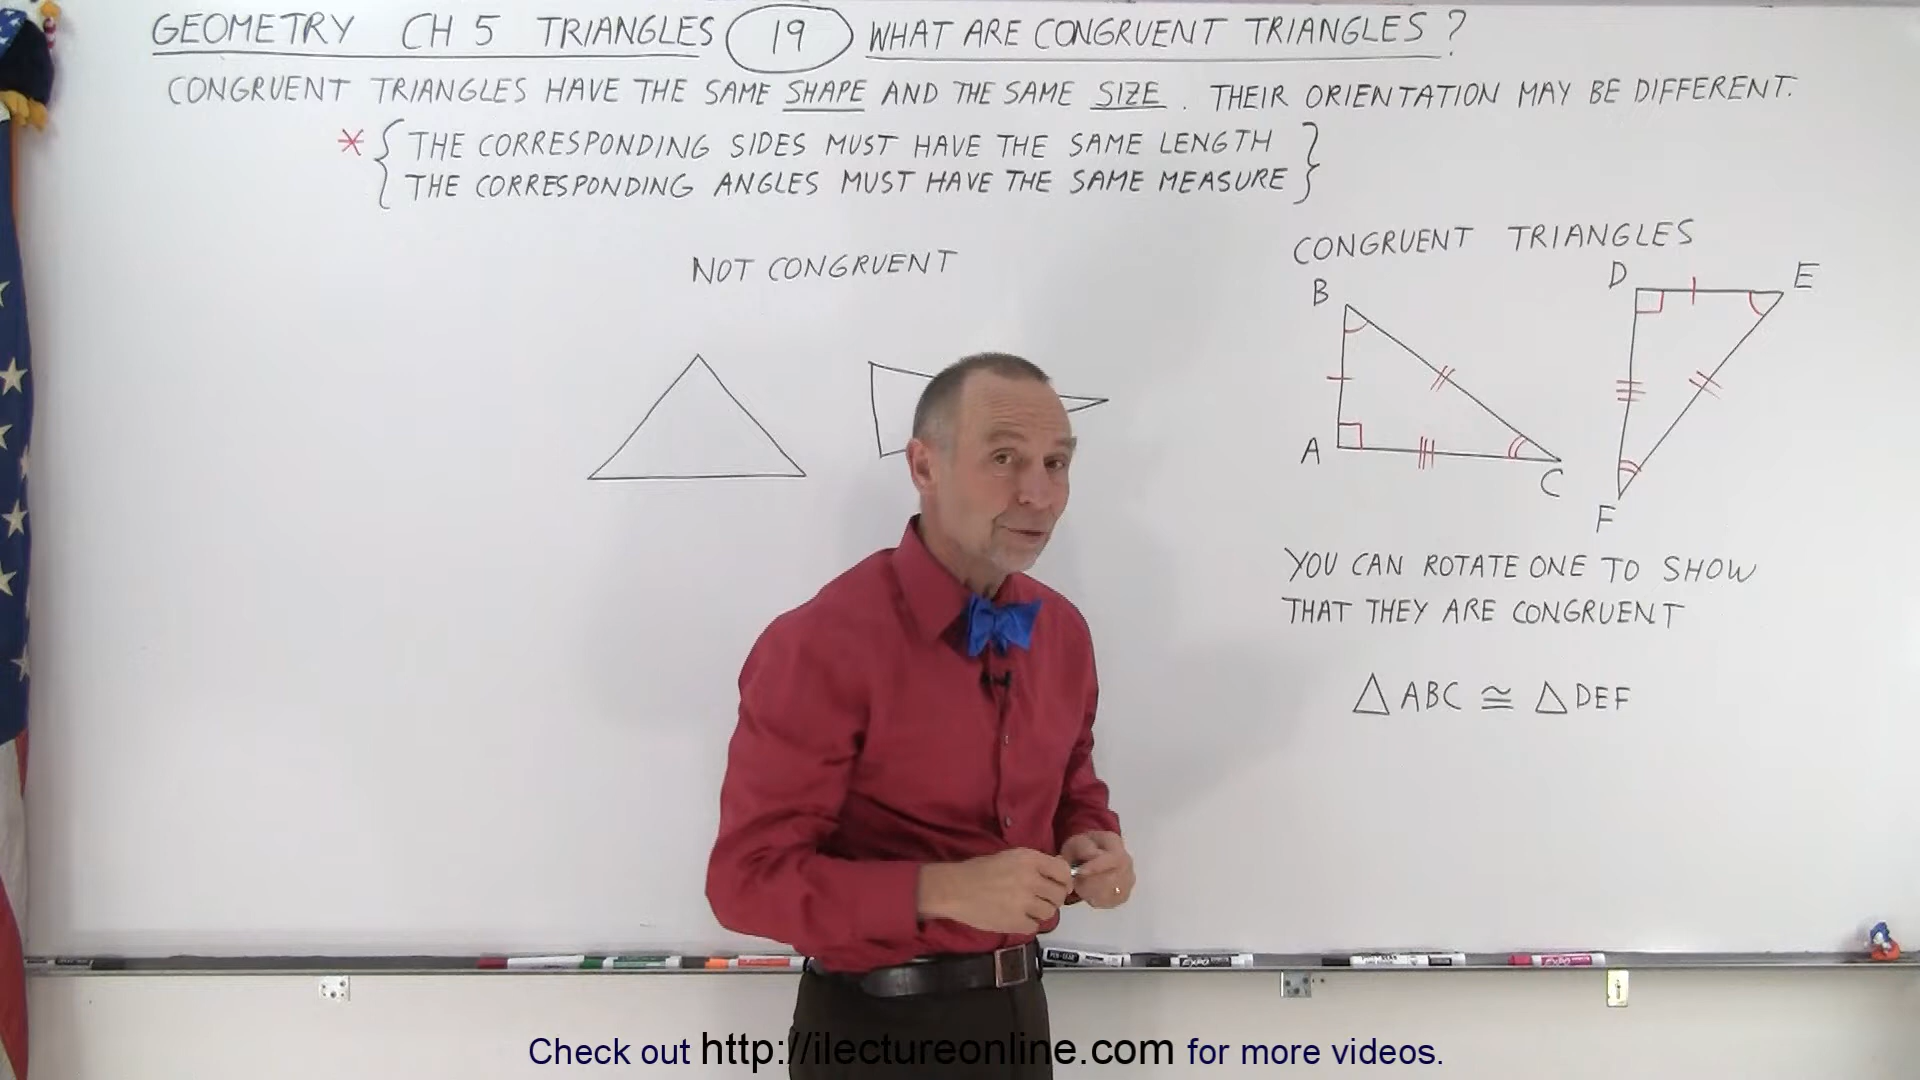 GEOMETRY CH 5 TRIANGLES 19 WHAT ARE CONGRUENT TRIANGLES?
CONGRUENT TRIANGLES HAVE THE SAME SHAPE AND THE SAME SIZE. THEIR ORIENTATION MAY BE DIFFERENT.
* { THE CORRESPONDING SIDES MUST HAVE THE SAME LENGTH }
{ THE CORRESPONDING ANGLES MUST HAVE THE SAME MEASURE }
NOT CONGRUENT
CONGRUENT TRIANGLES
B
D
E
A
C
F
YOU CAN ROTATE ONE TO SHOW
THAT THEY ARE CONGRUENT
△ ABC ≅ △ DEF
EXPO
EXPO
Check out http://ilectureonline.com for more videos.